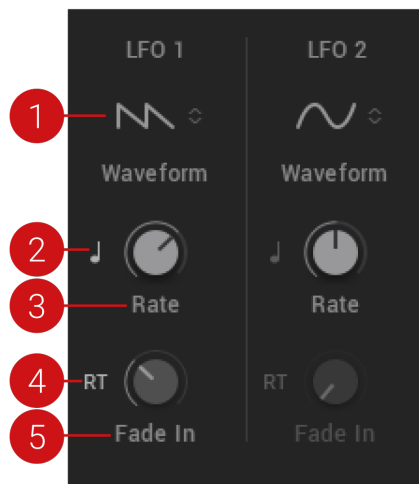 LFO 1 LFO 2
1
Waveform Waveform
2
3 Rate Rate
4 RT RT
5 Fade In Fade In